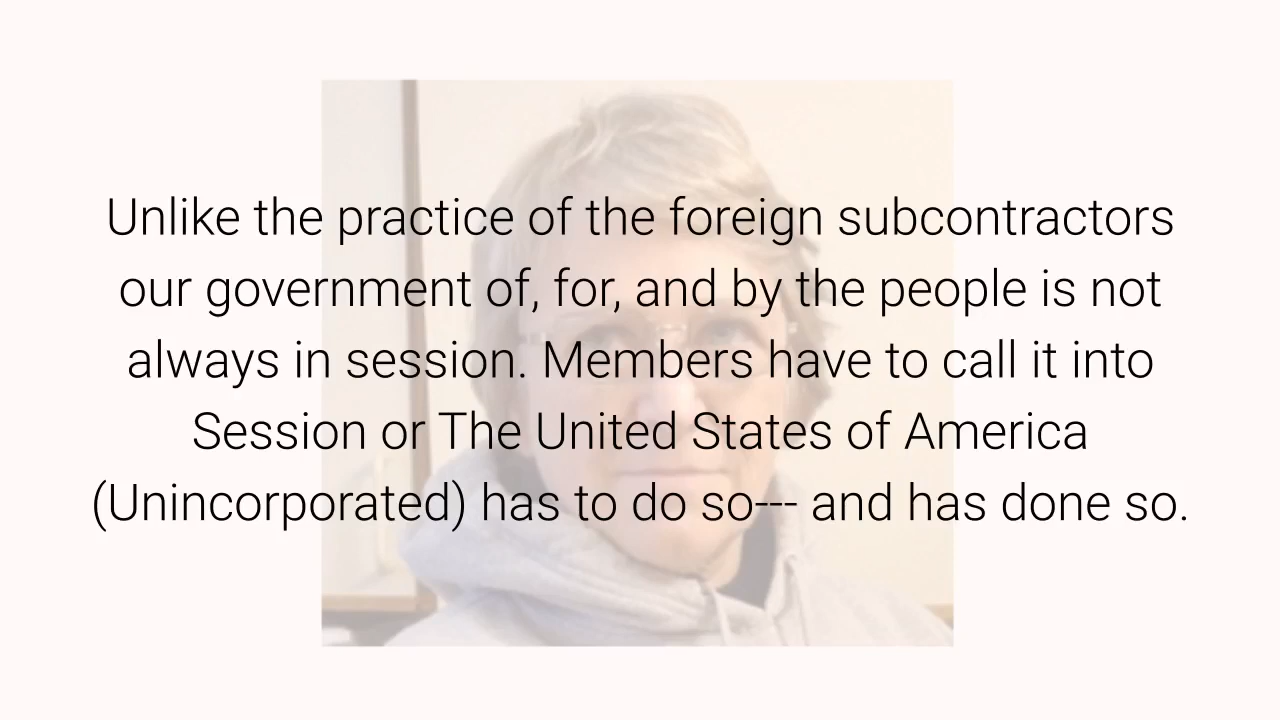 Unlike the practice of the foreign subcontractors
our government of, for, and by the people is not
always in session. Members have to call it into
Session or The United States of America
(Unincorporated) has to do so--- and has done so.